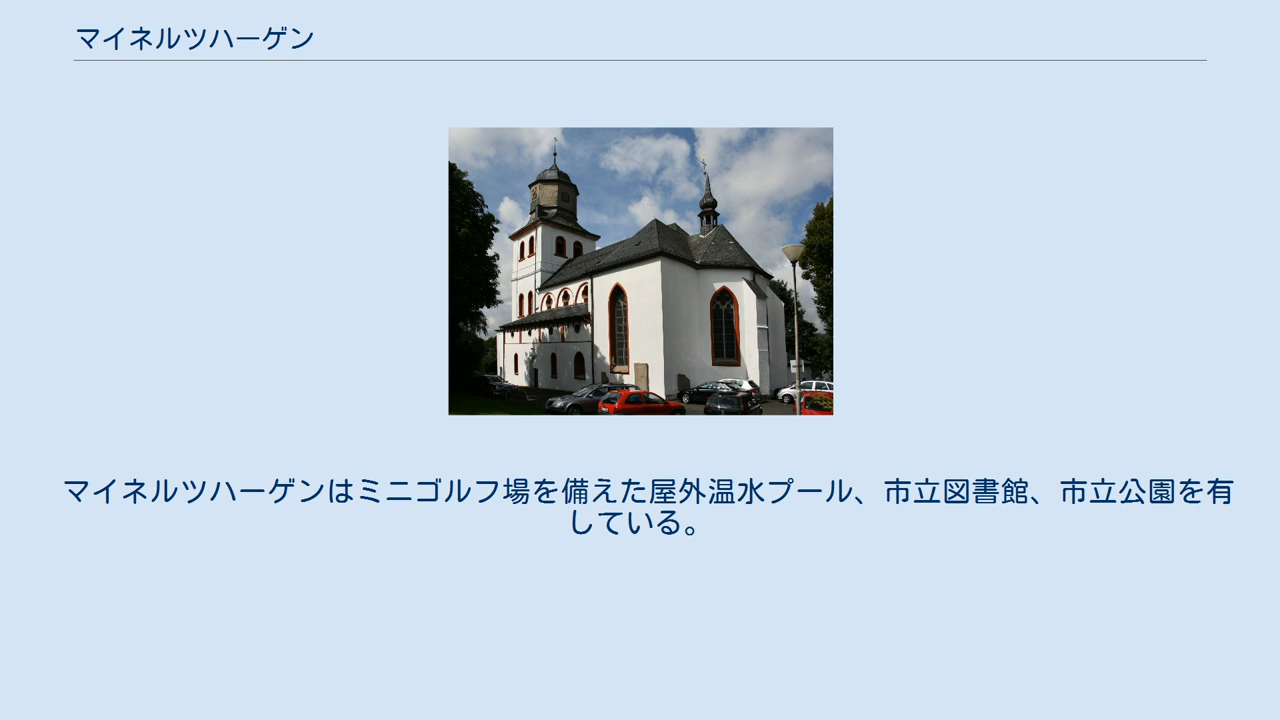 マイネルツハーゲン
マイネルツハーゲンはミニゴルフ場を備えた屋外温水プール、市立図書館、市立公園を有
している。